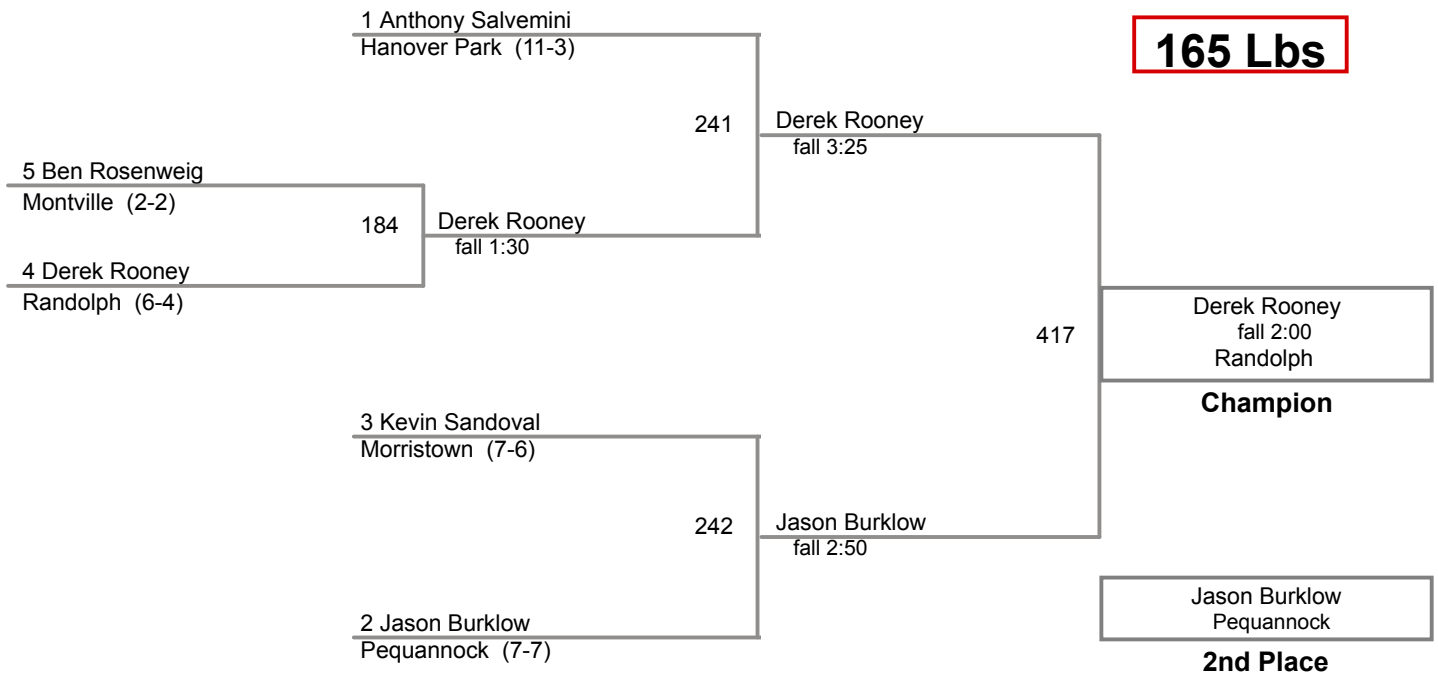 1 Anthony Salvemini
Hanover Park (11-3)
165 Lbs
241
Derek Rooney
fall 3:25
5 Ben Rosenweig
Montville (2-2)
184
Derek Rooney
fall 1:30
4 Derek Rooney
Randolph (6-4)
417
Derek Rooney
fall 2:00
Randolph
Champion
3 Kevin Sandoval
Morristown (7-6)
242
Jason Burklow
fall 2:50
2 Jason Burklow
Pequannock (7-7)
Jason Burklow
Pequannock
2nd Place